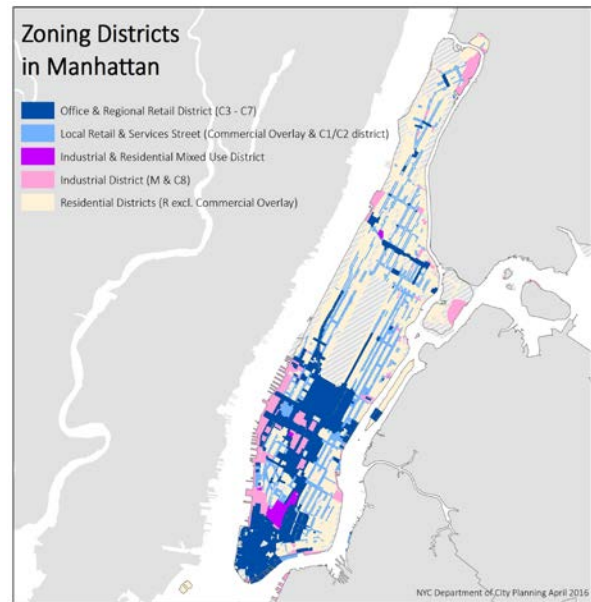 Zoning Districts
in Manhattan
Office & Regional Retail District (C3 - C7)
Local Retail & Services Street (Commercial Overlay & C1/C2 district)
Industrial & Residential Mixed Use District
Industrial District (M & C8)
Residential Districts (R excl. Commercial Overlay)
NYC Department of City Planning April 2016